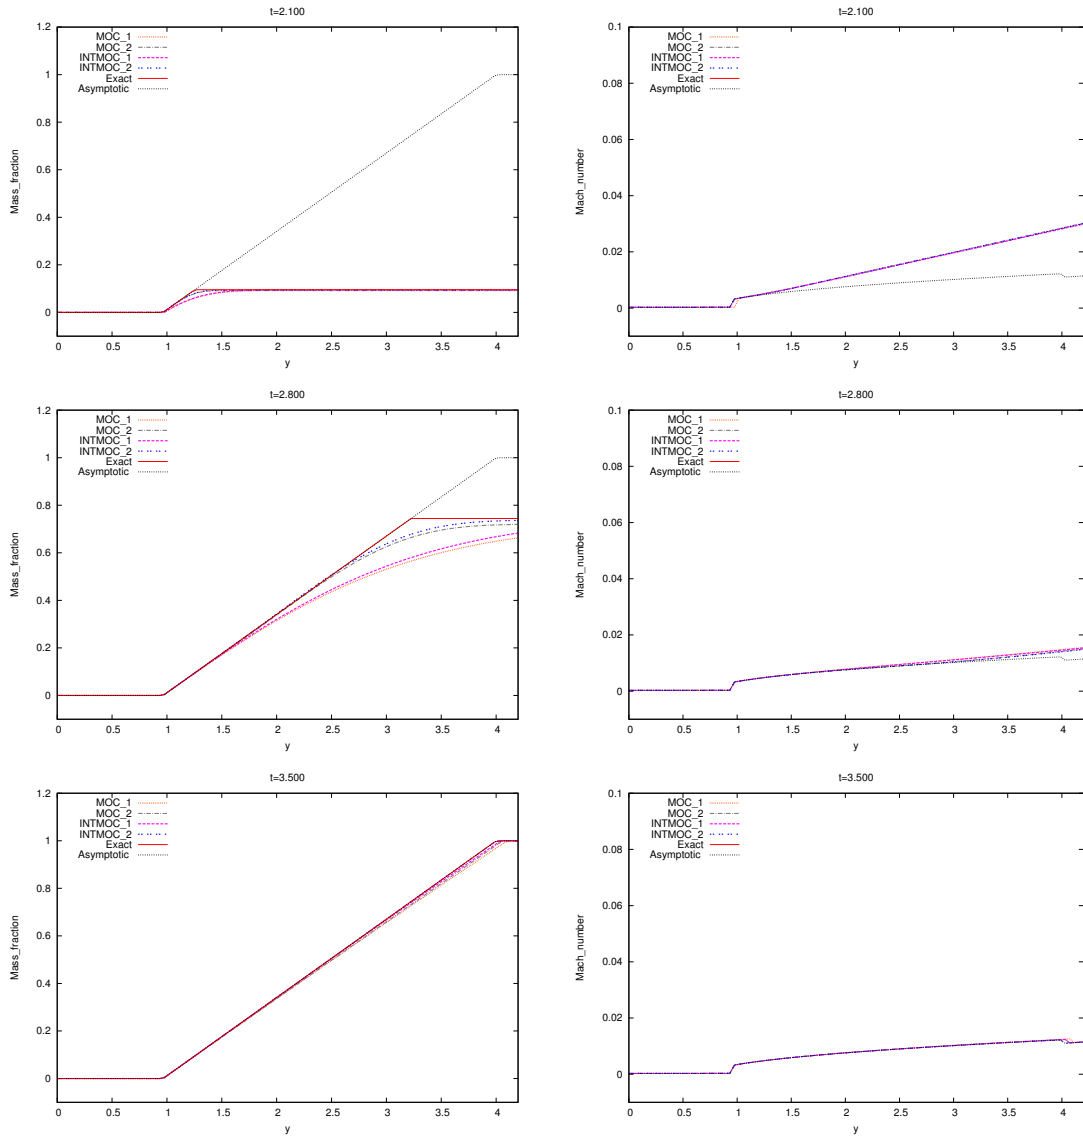 t=2.100
1.2
1
0.8
0.6
0.4
0.2
0
Mass_fraction
MOC_1
MOC_2
INTMOC_1
INTMOC_2
Exact
Asymptotic
0 0.5 1 1.5 2 2.5 3 3.5 4
y
t=2.100
0.1
0.08
0.06
0.04
0.02
0
Mach_number
MOC_1
MOC_2
INTMOC_1
INTMOC_2
Exact
Asymptotic
0 0.5 1 1.5 2 2.5 3 3.5 4
y
t=2.800
1.2
1
0.8
0.6
0.4
0.2
0
Mass_fraction
MOC_1
MOC_2
INTMOC_1
INTMOC_2
Exact
Asymptotic
0 0.5 1 1.5 2 2.5 3 3.5 4
y
t=2.800
0.1
0.08
0.06
0.04
0.02
0
Mach_number
MOC_1
MOC_2
INTMOC_1
INTMOC_2
Exact
Asymptotic
0 0.5 1 1.5 2 2.5 3 3.5 4
y
t=3.500
1.2
1
0.8
0.6
0.4
0.2
0
Mass_fraction
MOC_1
MOC_2
INTMOC_1
INTMOC_2
Exact
Asymptotic
0 0.5 1 1.5 2 2.5 3 3.5 4
y
t=3.500
0.1
0.08
0.06
0.04
0.02
0
Mach_number
MOC_1
MOC_2
INTMOC_1
INTMOC_2
Exact
Asymptotic
0 0.5 1 1.5 2 2.5 3 3.5 4
y